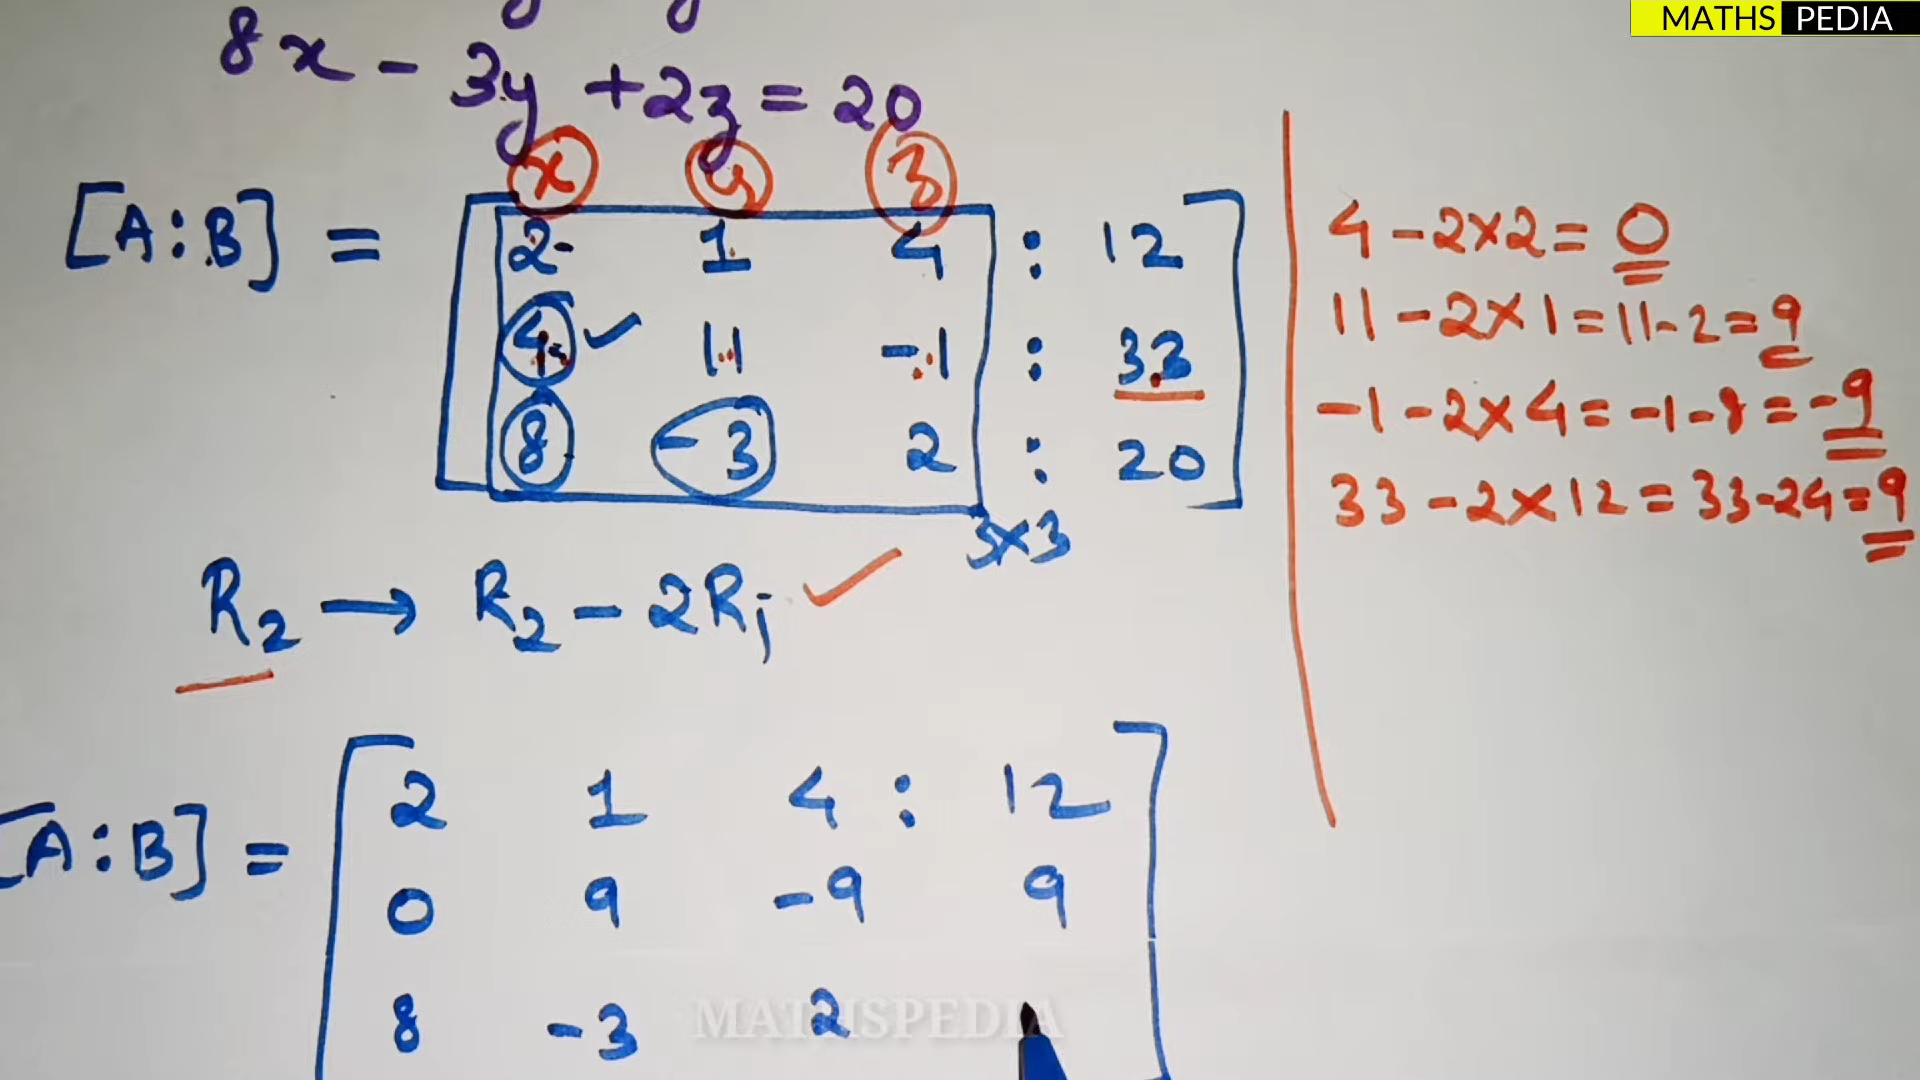 MATHS PEDIA
8x - 3y + 2z = 20
x y z
[A:B] = [ 2 1 4 : 12 ]
4 ✓ 11 -1 : 33
8 -3 2 : 20
3×3
R₂ → R₂ - 2R₁ ✓
[A:B] = [ 2 1 4 : 12 ]
0 9 -9 9
8 -3 2
4 - 2×2 = 0
11 - 2×1 = 11-2 = 9
-1 - 2×4 = -1-8 = -9
33 - 2×12 = 33-24 = 9
MATHSPEDIA